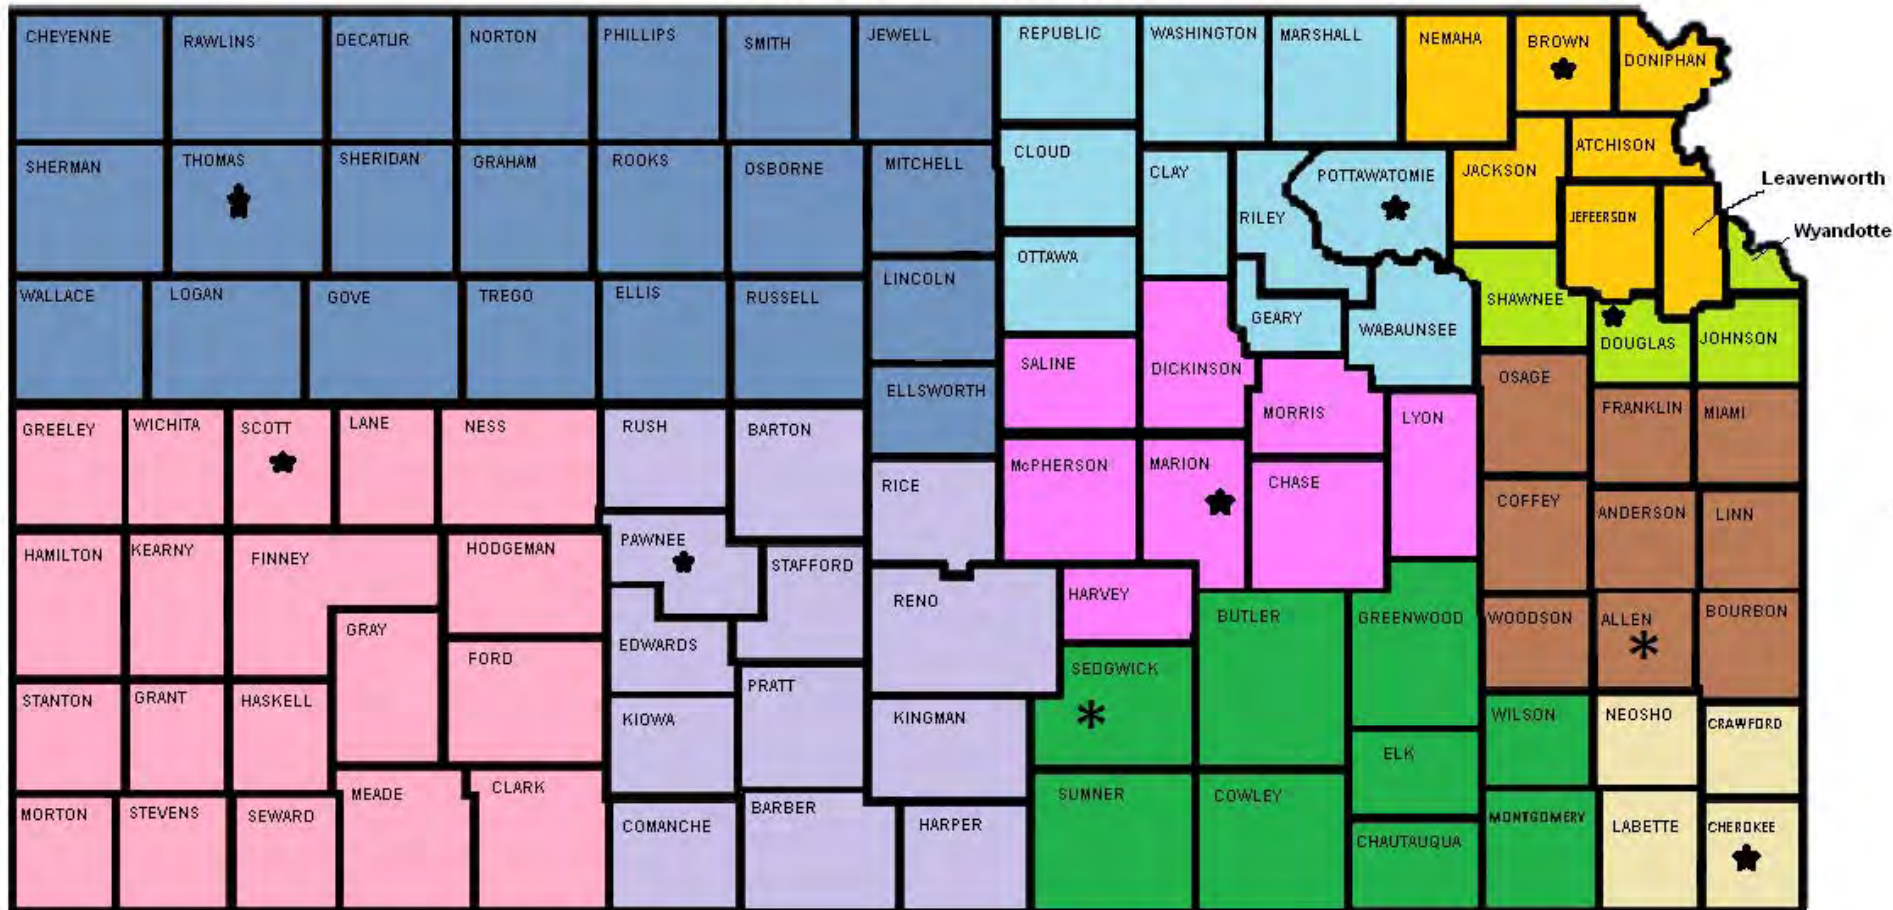 CHEYENNE
RAWLINS
DECATUR
NORTON
PHILLIPS
SMITH
JEWELL
REPUBLIC
WASHINGTON
MARSHALL
NEMAHA
BROWN
DONIPHAN
SHERMAN
THOMAS
SHERIDAN
GRAHAM
ROOKS
OSBORNE
MITCHELL
CLOUD
CLAY
RILEY
POTTAWATOMIE
JACKSON
ATCHISON
JEFEERSON
Leavenworth
Wyandotte
WALLACE
LOGAN
GOVE
TREGO
ELLIS
RUSSELL
LINCOLN
OTTAWA
GEARY
WABAUNSEE
SHAWNEE
DOUGLAS
JOHNSON
ELLSWORTH
SALINE
DICKINSON
MORRIS
LYON
OSAGE
FRANKLIN
MIAMI
GREELEY
WICHITA
SCOTT
LANE
NESS
RUSH
BARTON
RICE
McPHERSON
MARION
CHASE
COFFEY
ANDERSON
LINN
HAMILTON
KEARNY
FINNEY
HODGEMAN
PAWNEE
STAFFORD
RENO
HARVEY
BUTLER
GREENWOOD
WOODSON
ALLEN
BOURBON
GRAY
FORD
EDWARDS
PRATT
SEDGWICK
STANTON
GRANT
HASKELL
KIOWA
KINGMAN
ELK
WILSON
NEOSHO
CRAWFORD
MORTON
STEVENS
SEWARD
MEADE
CLARK
COMANCHE
BARBER
HARPER
SUMNER
COWLEY
CHAUTAUQUA
MONTGOMERY
LABETTE
CHEROKEE